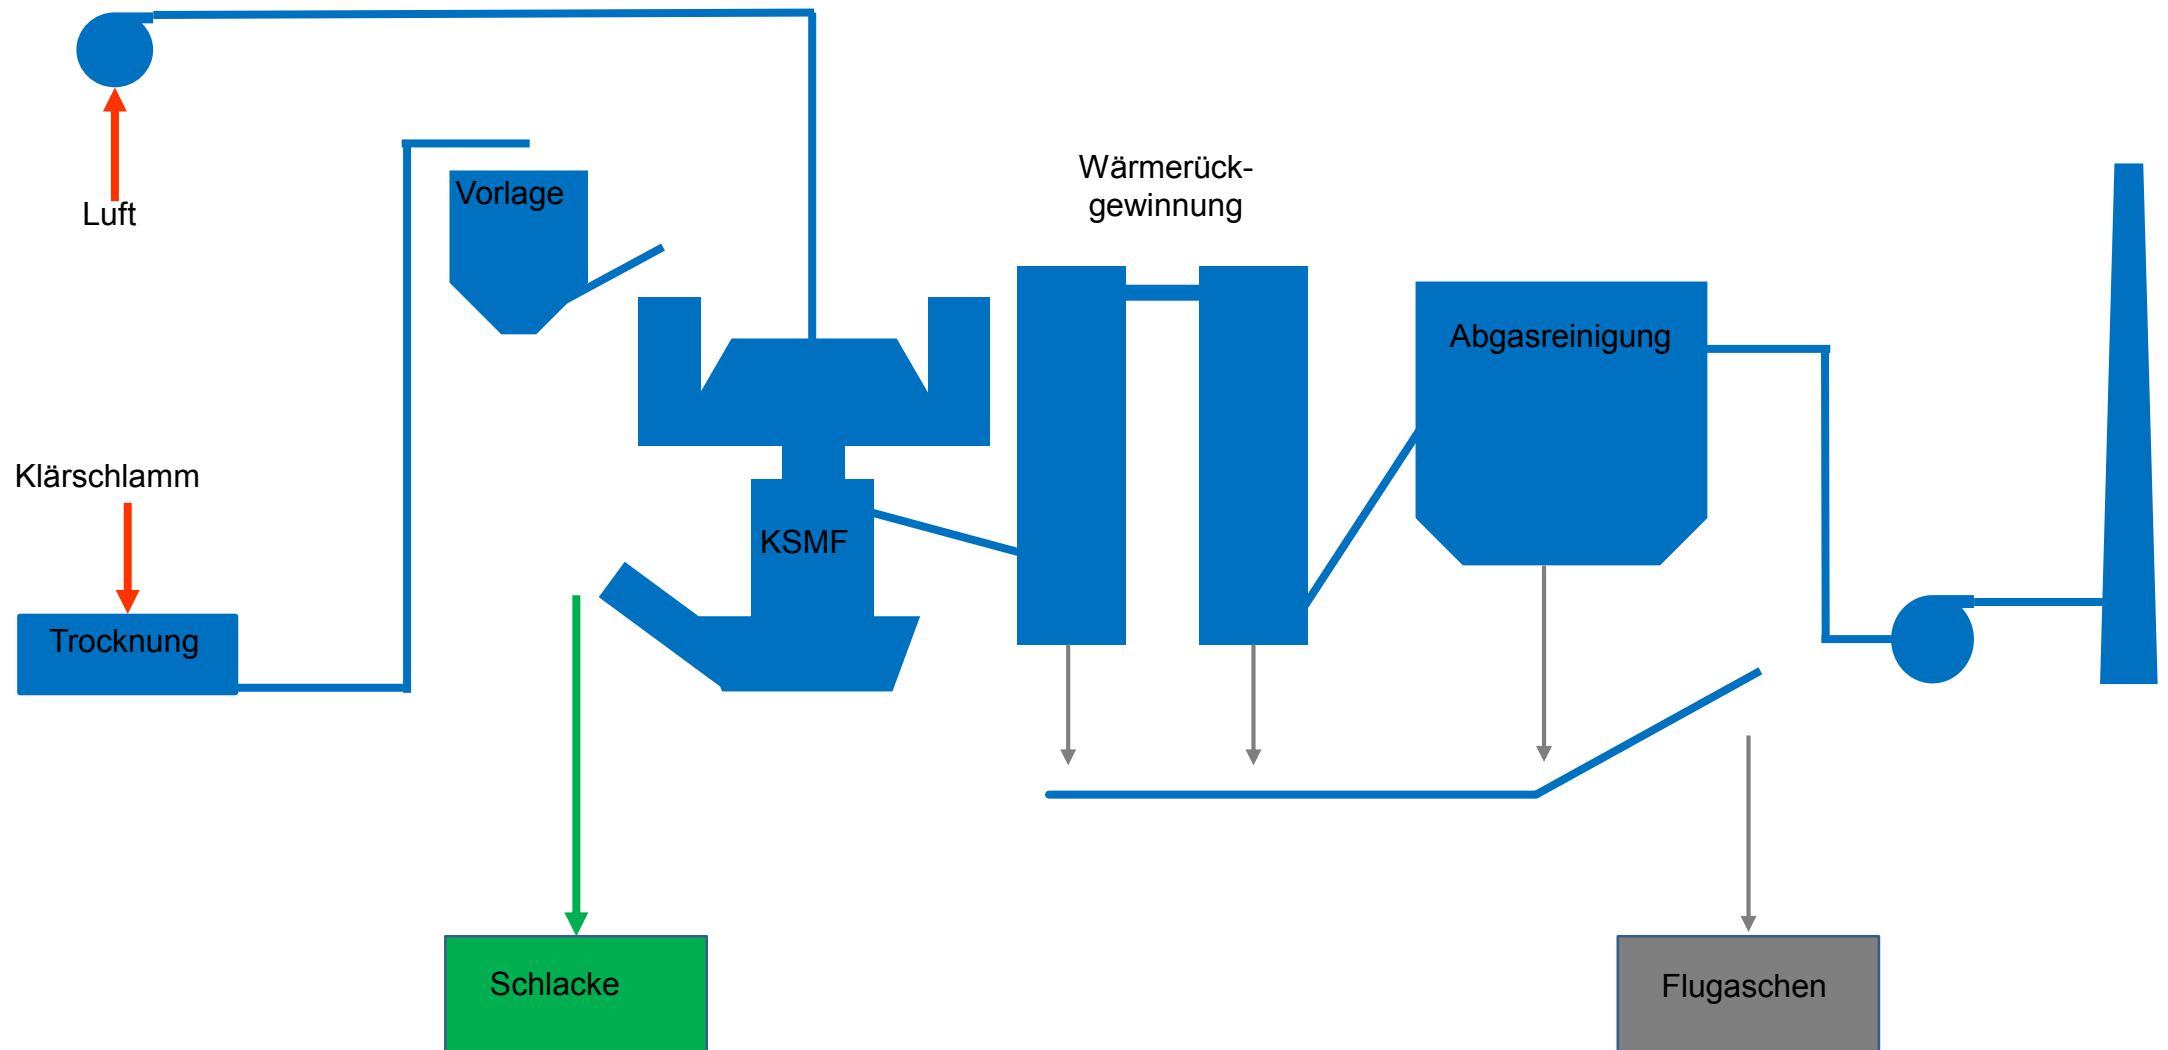 Luft
Vorlage
Wärmerück-
gewinnung
Abgasreinigung
Klärschlamm
KSMF
Trocknung
Schlacke
Flugaschen